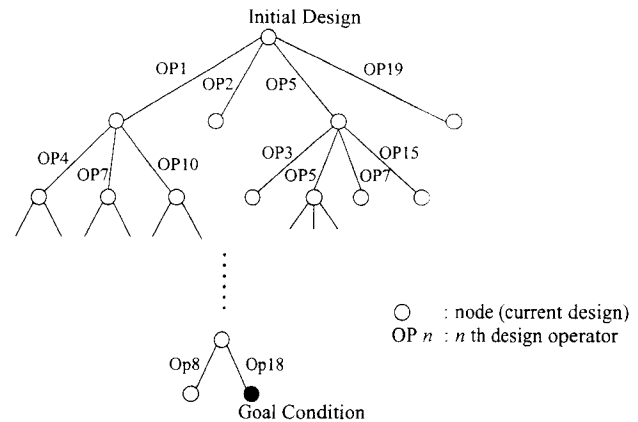 Initial Design
OP1
OP2
OP5
OP19
OP4
OP7
OP10
OP3
OP5
OP7
OP15
: node (current design)
OP n : n th design operator
Op8
Op18
Goal Condition